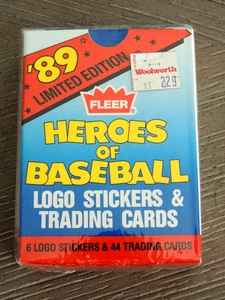 '89
LIMITED EDITION
Woolworth
229
FLEER
HEROES
OF
BASEBALL
LOGO STICKERS &
TRADING CARDS
6 LOGO STICKERS & 44 TRADING CARDS